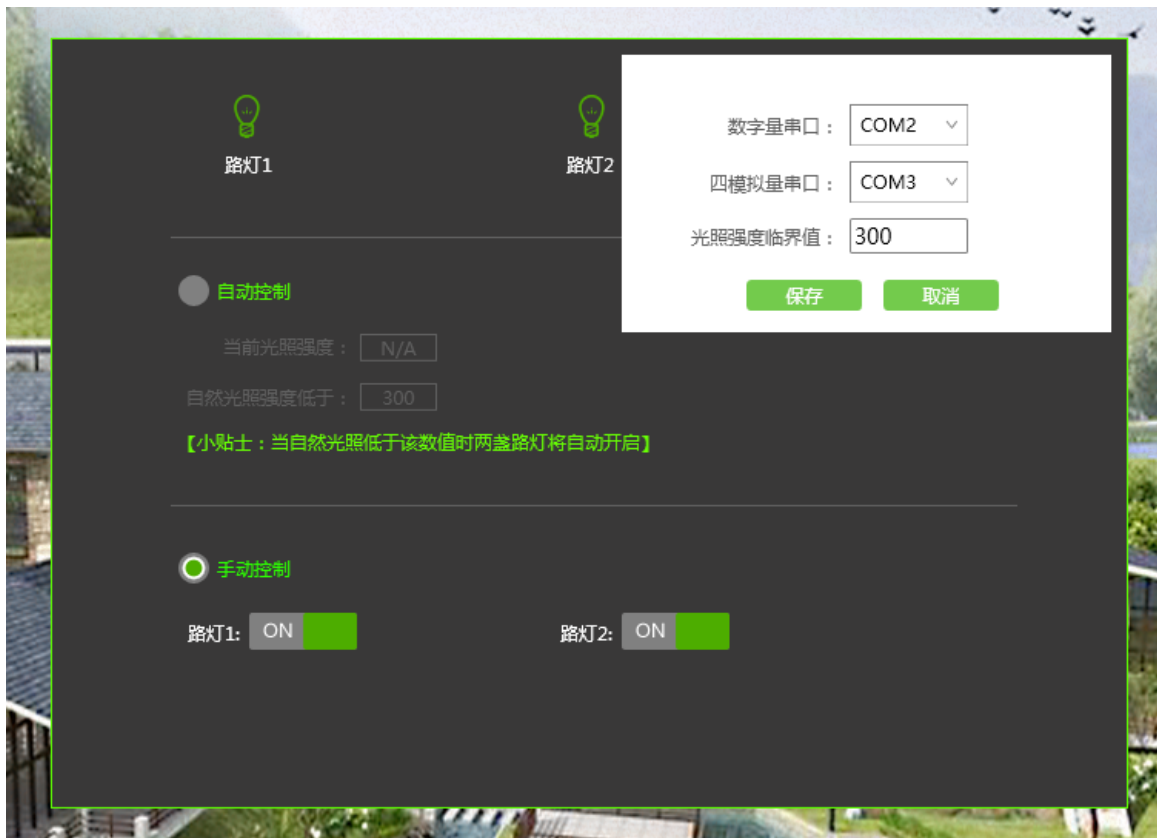 路灯1
路灯2
数字量串口：
COM2
四模拟量串口：
COM3
光照强度临界值：
300
保存
取消
自动控制
当前光照强度：
N/A
自然光照强度低于：
300
【小贴士：当自然光照低于该数值时两盏路灯将自动开启】
手动控制
路灯1:
ON
路灯2:
ON